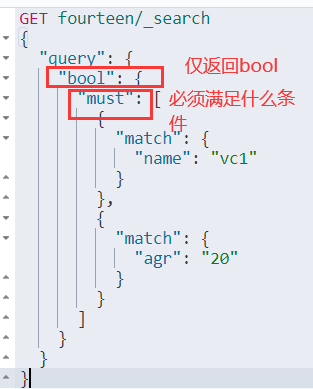 GET fourteen/_search
{
"query": {
"bool": { 仅返回bool
"must": [ 必须满足什么条
{ 件
"match": {
"name": "vc1"
}
},
{
"match": {
"agr": "20"
}
}
]
}
}
}